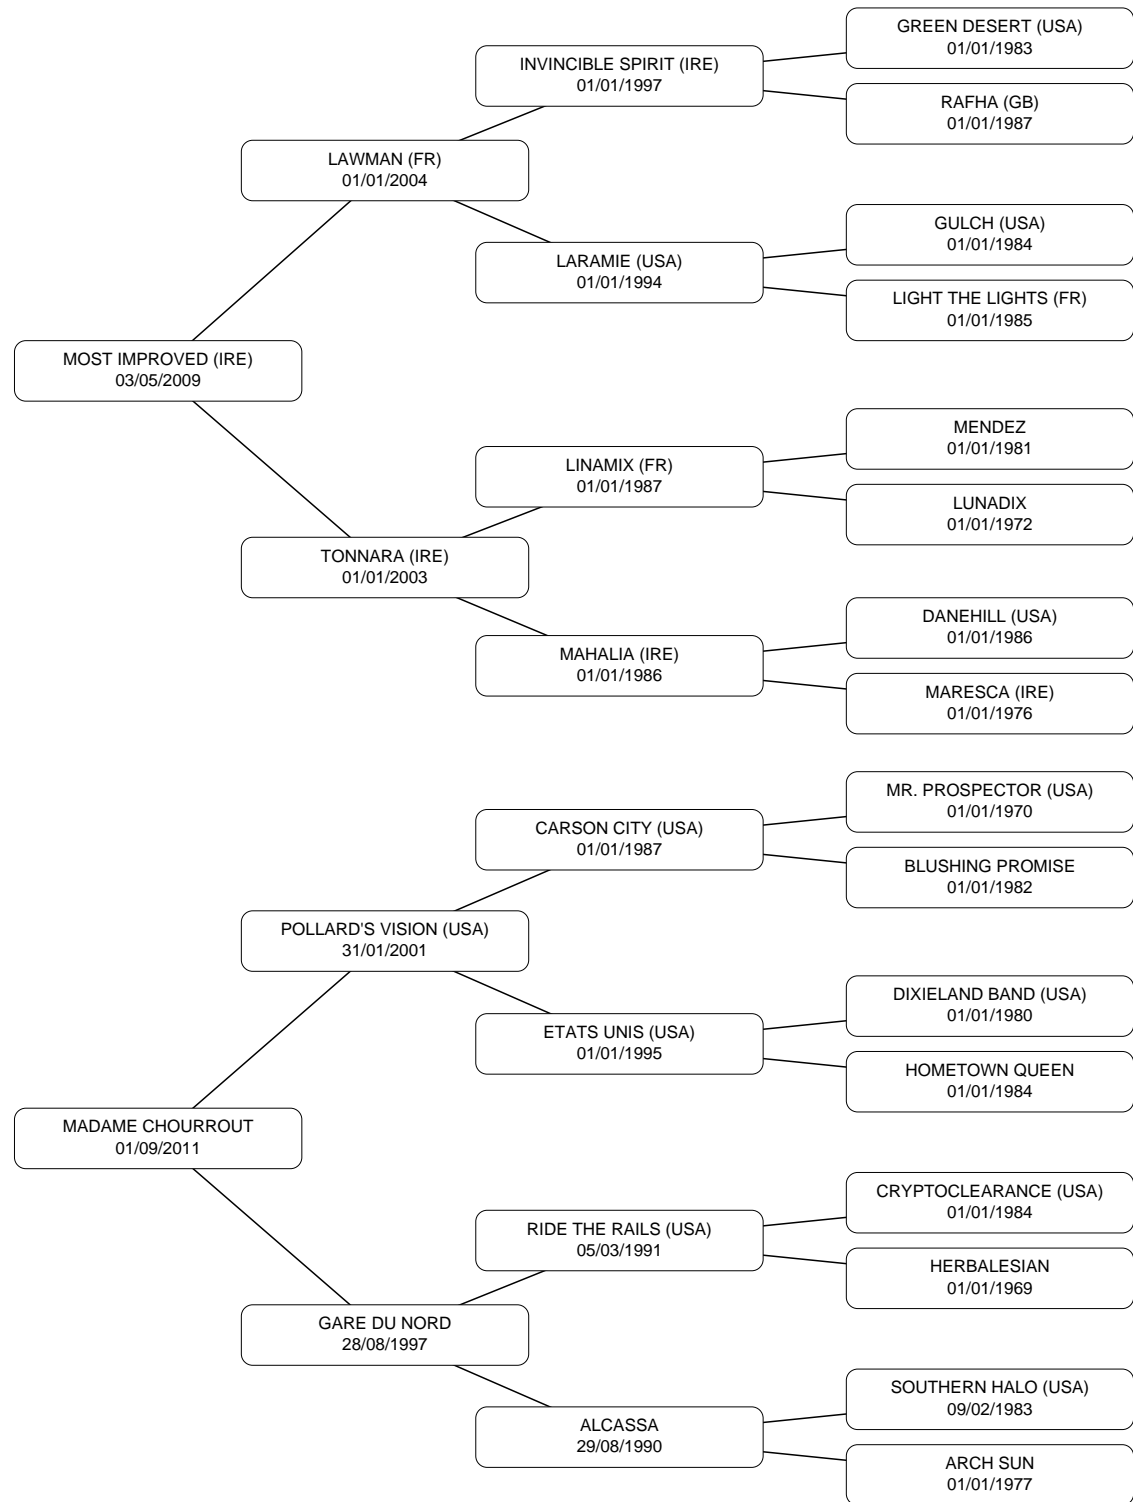 GREEN DESERT (USA)
01/01/1983
INVINCIBLE SPIRIT (IRE)
01/01/1997
RAFHA (GB)
01/01/1987
LAWMAN (FR)
01/01/2004
GULCH (USA)
01/01/1984
LARAMIE (USA)
01/01/1994
LIGHT THE LIGHTS (FR)
01/01/1985
MOST IMPROVED (IRE)
03/05/2009
MENDEZ
01/01/1981
LINAMIX (FR)
01/01/1987
LUNADIX
01/01/1972
TONNARA (IRE)
01/01/2003
DANEHILL (USA)
01/01/1986
MAHALIA (IRE)
01/01/1986
MARESCA (IRE)
01/01/1976
MR. PROSPECTOR (USA)
01/01/1970
CARSON CITY (USA)
01/01/1987
BLUSHING PROMISE
01/01/1982
POLLARD'S VISION (USA)
31/01/2001
DIXIELAND BAND (USA)
01/01/1980
ETATS UNIS (USA)
01/01/1995
HOMETOWN QUEEN
01/01/1984
MADAME CHOURROUT
01/09/2011
CRYPTOCLEARANCE (USA)
01/01/1984
RIDE THE RAILS (USA)
05/03/1991
HERBALESIAN
01/01/1969
GARE DU NORD
28/08/1997
SOUTHERN HALO (USA)
09/02/1983
ALCASSA
29/08/1990
ARCH SUN
01/01/1977